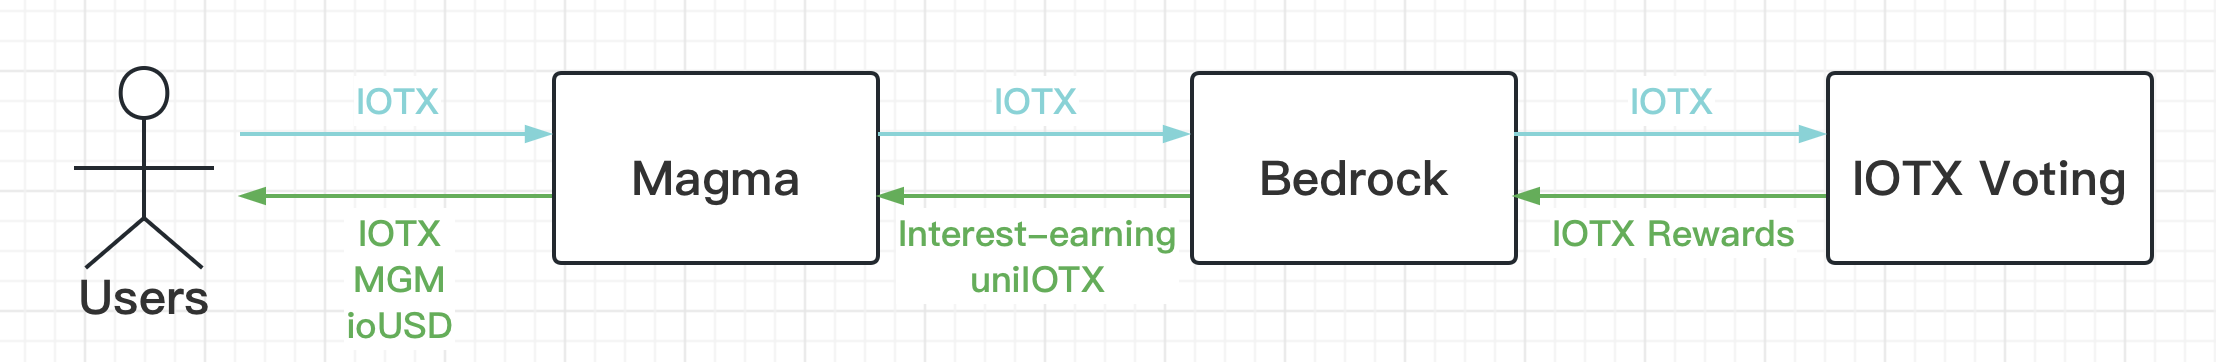 IOTX
IOTX
IOTX
Magma
Bedrock
IOTX Voting
IOTX
MGM
ioUSD
Interest-earning
uniIOTX
IOTX Rewards
Users